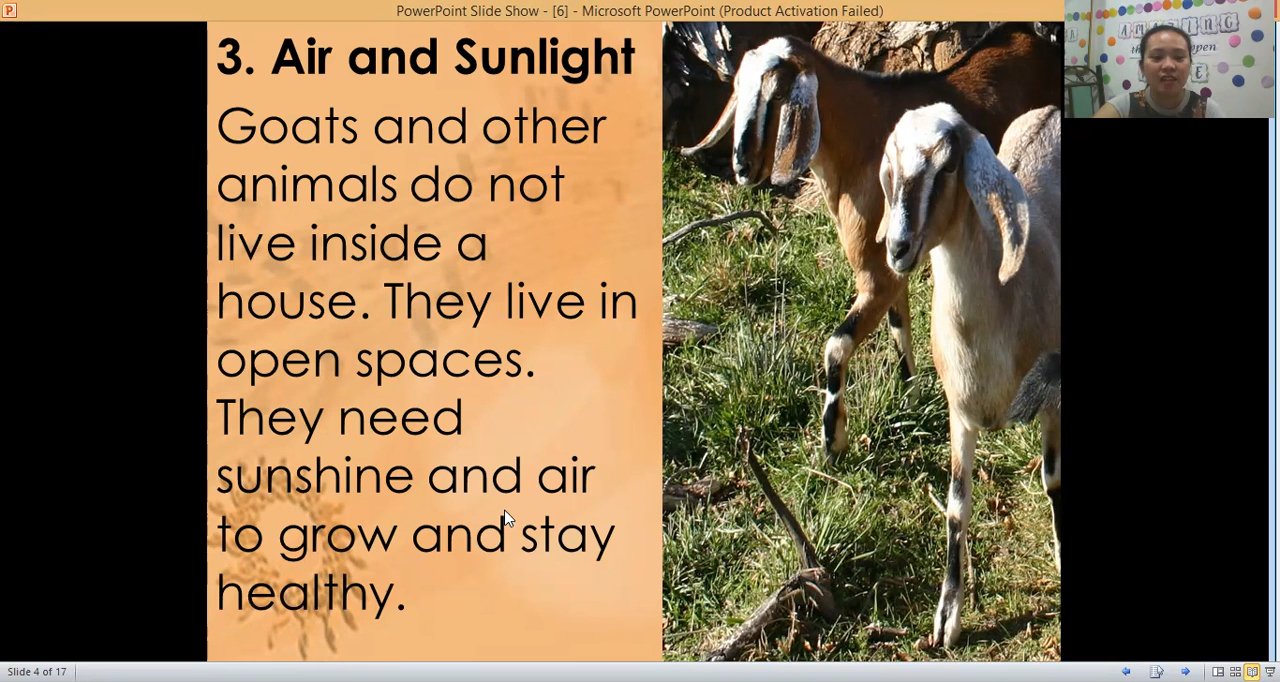 PowerPoint Slide Show - [6] - Microsoft PowerPoint (Product Activation Failed)
3. Air and Sunlight
Goats and other
animals do not
live inside a
house. They live in
open spaces.
They need
sunshine and air
to grow and stay
healthy.
AMAZING
Slide 4 of 17